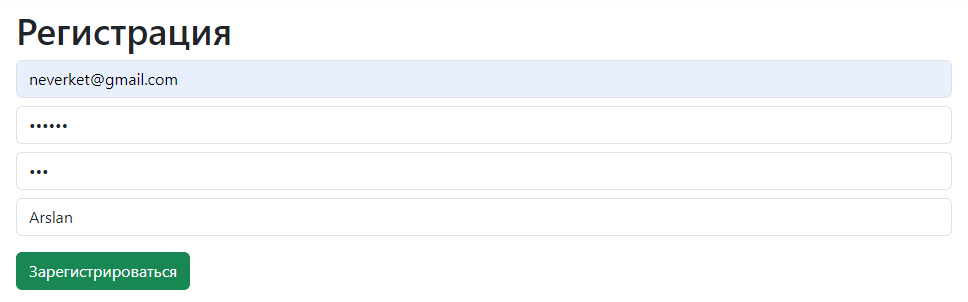 Регистрация
neverket@gmail.com
••••••
•••
Arslan
Зарегистрироваться